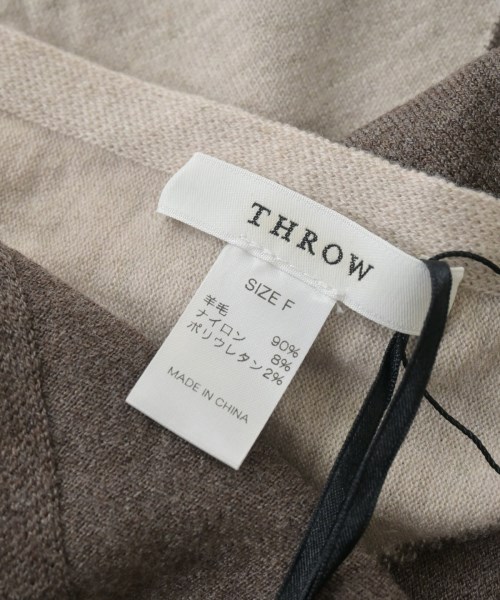 THROW
SIZE F
羊毛 90%
ナイロン 8%
ポリウレタン 2%
MADE IN CHINA